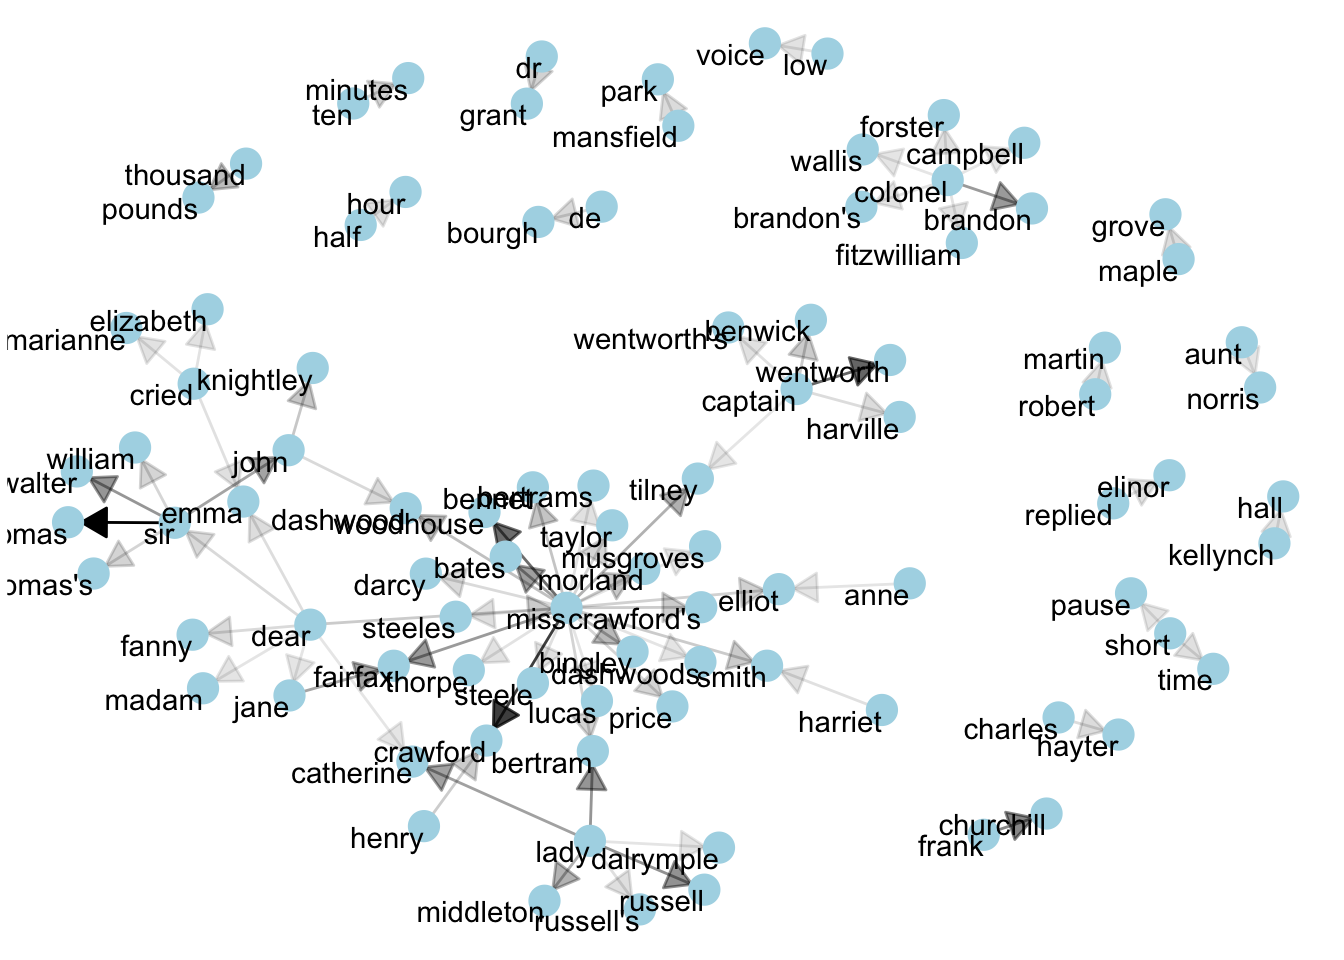 voice
low
dr
minutes
ten
park
grant
mansfield
forster
campbell
wallis
colonel
thousand
pounds
hour
half
bourgh
de
brandon's
brandon
fitzwilliam
grove
maple
elizabeth
marianne
cried
knightley
wentworth's
benwick
wentworth
captain
harville
martin
robert
aunt
norris
william
walter
john
emma
sir
omas
omas's
dashwood
woodhouse
bennet
bertrams
tilney
taylor
musgroves
bates
morland
darcy
elinor
replied
hall
kellynch
steeles
miss
crawford's
elliot
anne
pause
short
time
fanny
dear
madam
jane
fairfax
thorpe
steele
bingley
dashwoods
smith
lucas
price
harriet
charles
hayter
crawford
catherine
bertram
henry
lady
dalrymple
churchill
frank
middleton
russell's
russell